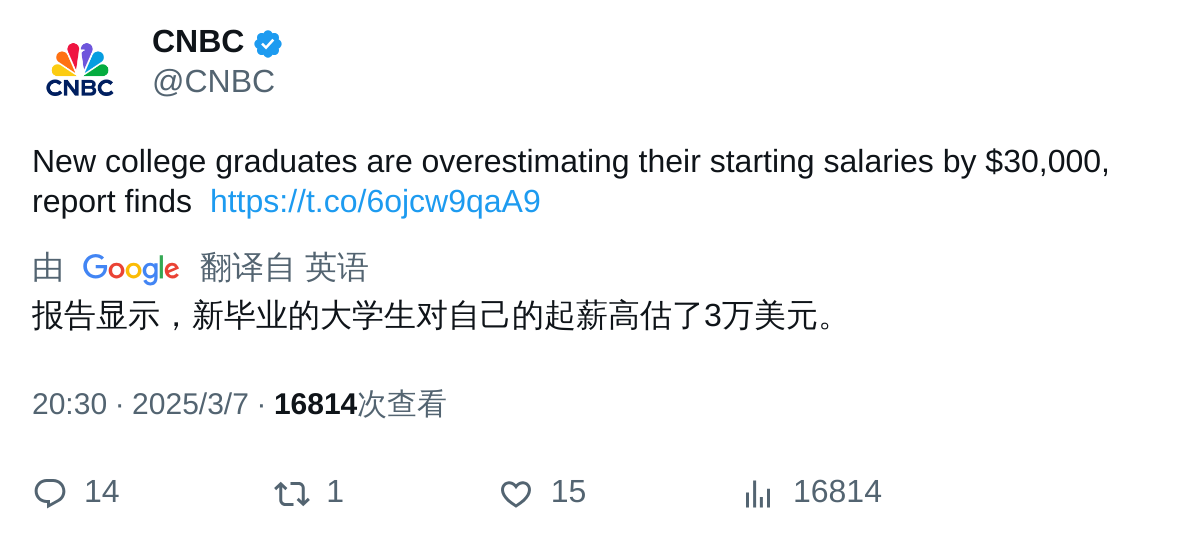 CNBC
CNBC
@CNBC
New college graduates are overestimating their starting salaries by $30,000,
report finds https://t.co/6ojcw9qaA9
由 Google 翻译自 英语
报告显示，新毕业的大学生对自己的起薪高估了3万美元。
20:30 · 2025/3/7 · 16814次查看
14 1 15 16814